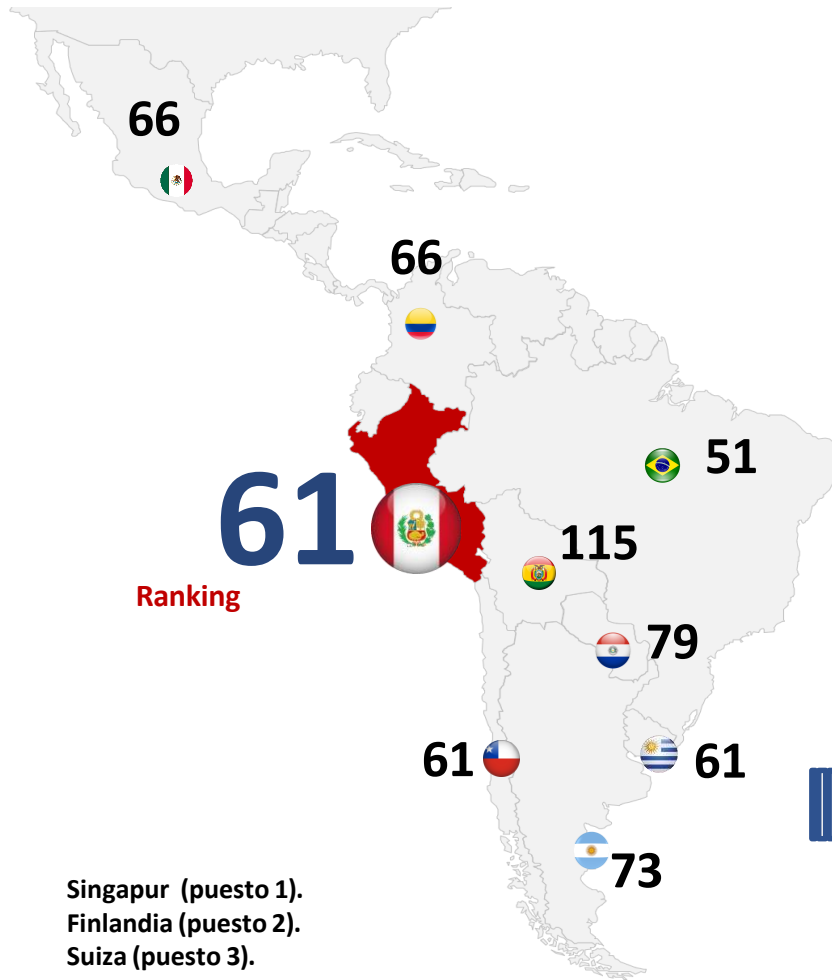 66
66
51
61
115
Ranking
79
61
61
73
Singapur (puesto 1).
Finlandia (puesto 2).
Suiza (puesto 3).